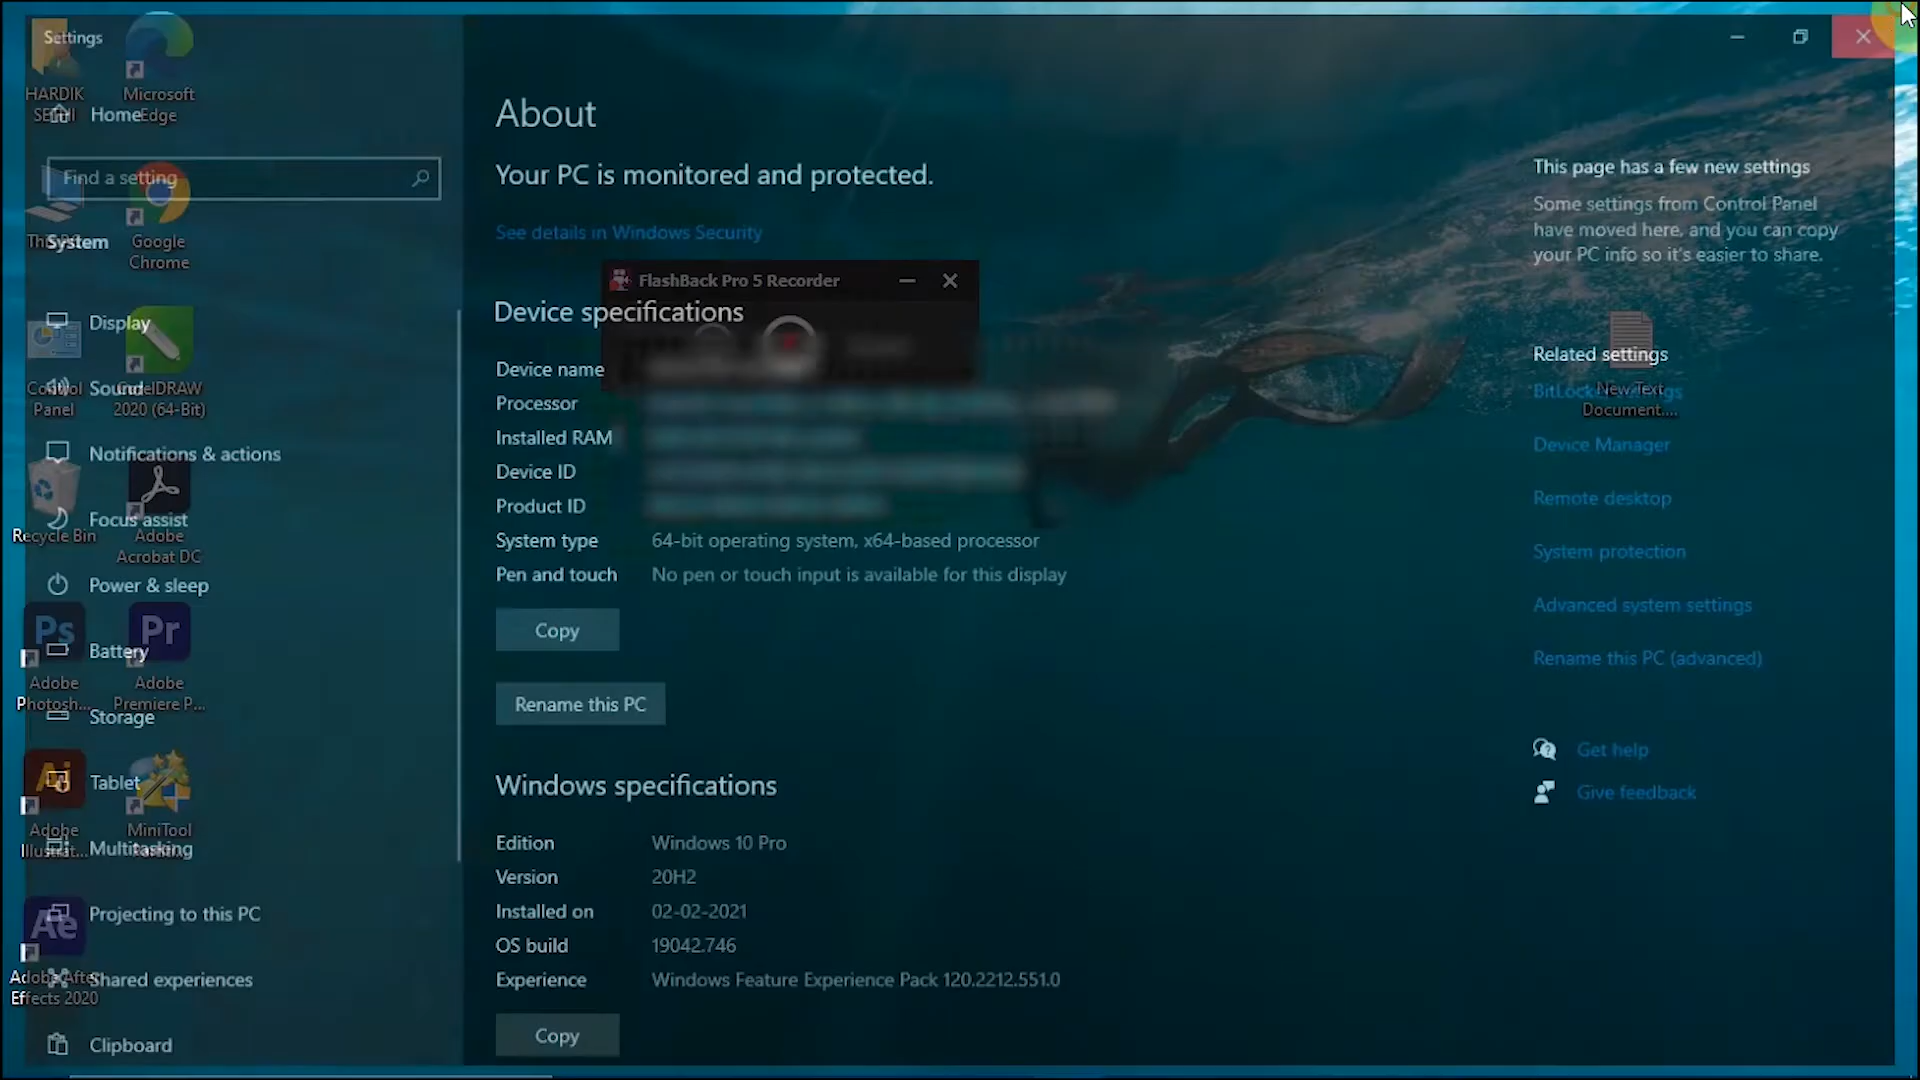 Settings
Home
Find a setting
System
Display
Sound
Notifications & actions
Focus assist
Power & sleep
Battery
Storage
Tablet
Multitasking
Projecting to this PC
Shared experiences
Clipboard
HARDIK
Microsoft
Edge
Google
Chrome
Control
Panel
CorelDRAW
2020 (64-Bit)
Recycle Bin
Adobe
Acrobat DC
Ps
Adobe
Photosh...
Pr
Adobe
Premiere P...
Ai
Adobe
Illustrat...
MiniTool
Ae
Adobe After
Effects 2020
About
Your PC is monitored and protected.
See details in Windows Security
FlashBack Pro 5 Recorder
Device specifications
Device name
Processor
Installed RAM
Device ID
Product ID
System type 64-bit operating system, x64-based processor
Pen and touch No pen or touch input is available for this display
Copy
Rename this PC
Windows specifications
Edition Windows 10 Pro
Version 20H2
Installed on 02-02-2021
OS build 19042.746
Experience Windows Feature Experience Pack 120.2212.551.0
Copy
This page has a few new settings
Some settings from Control Panel
have moved here, and you can copy
your PC info so it's easier to share.
Related settings
New Text
Document....
Device Manager
Remote desktop
System protection
Advanced system settings
Rename this PC (advanced)
Get help
Give feedback